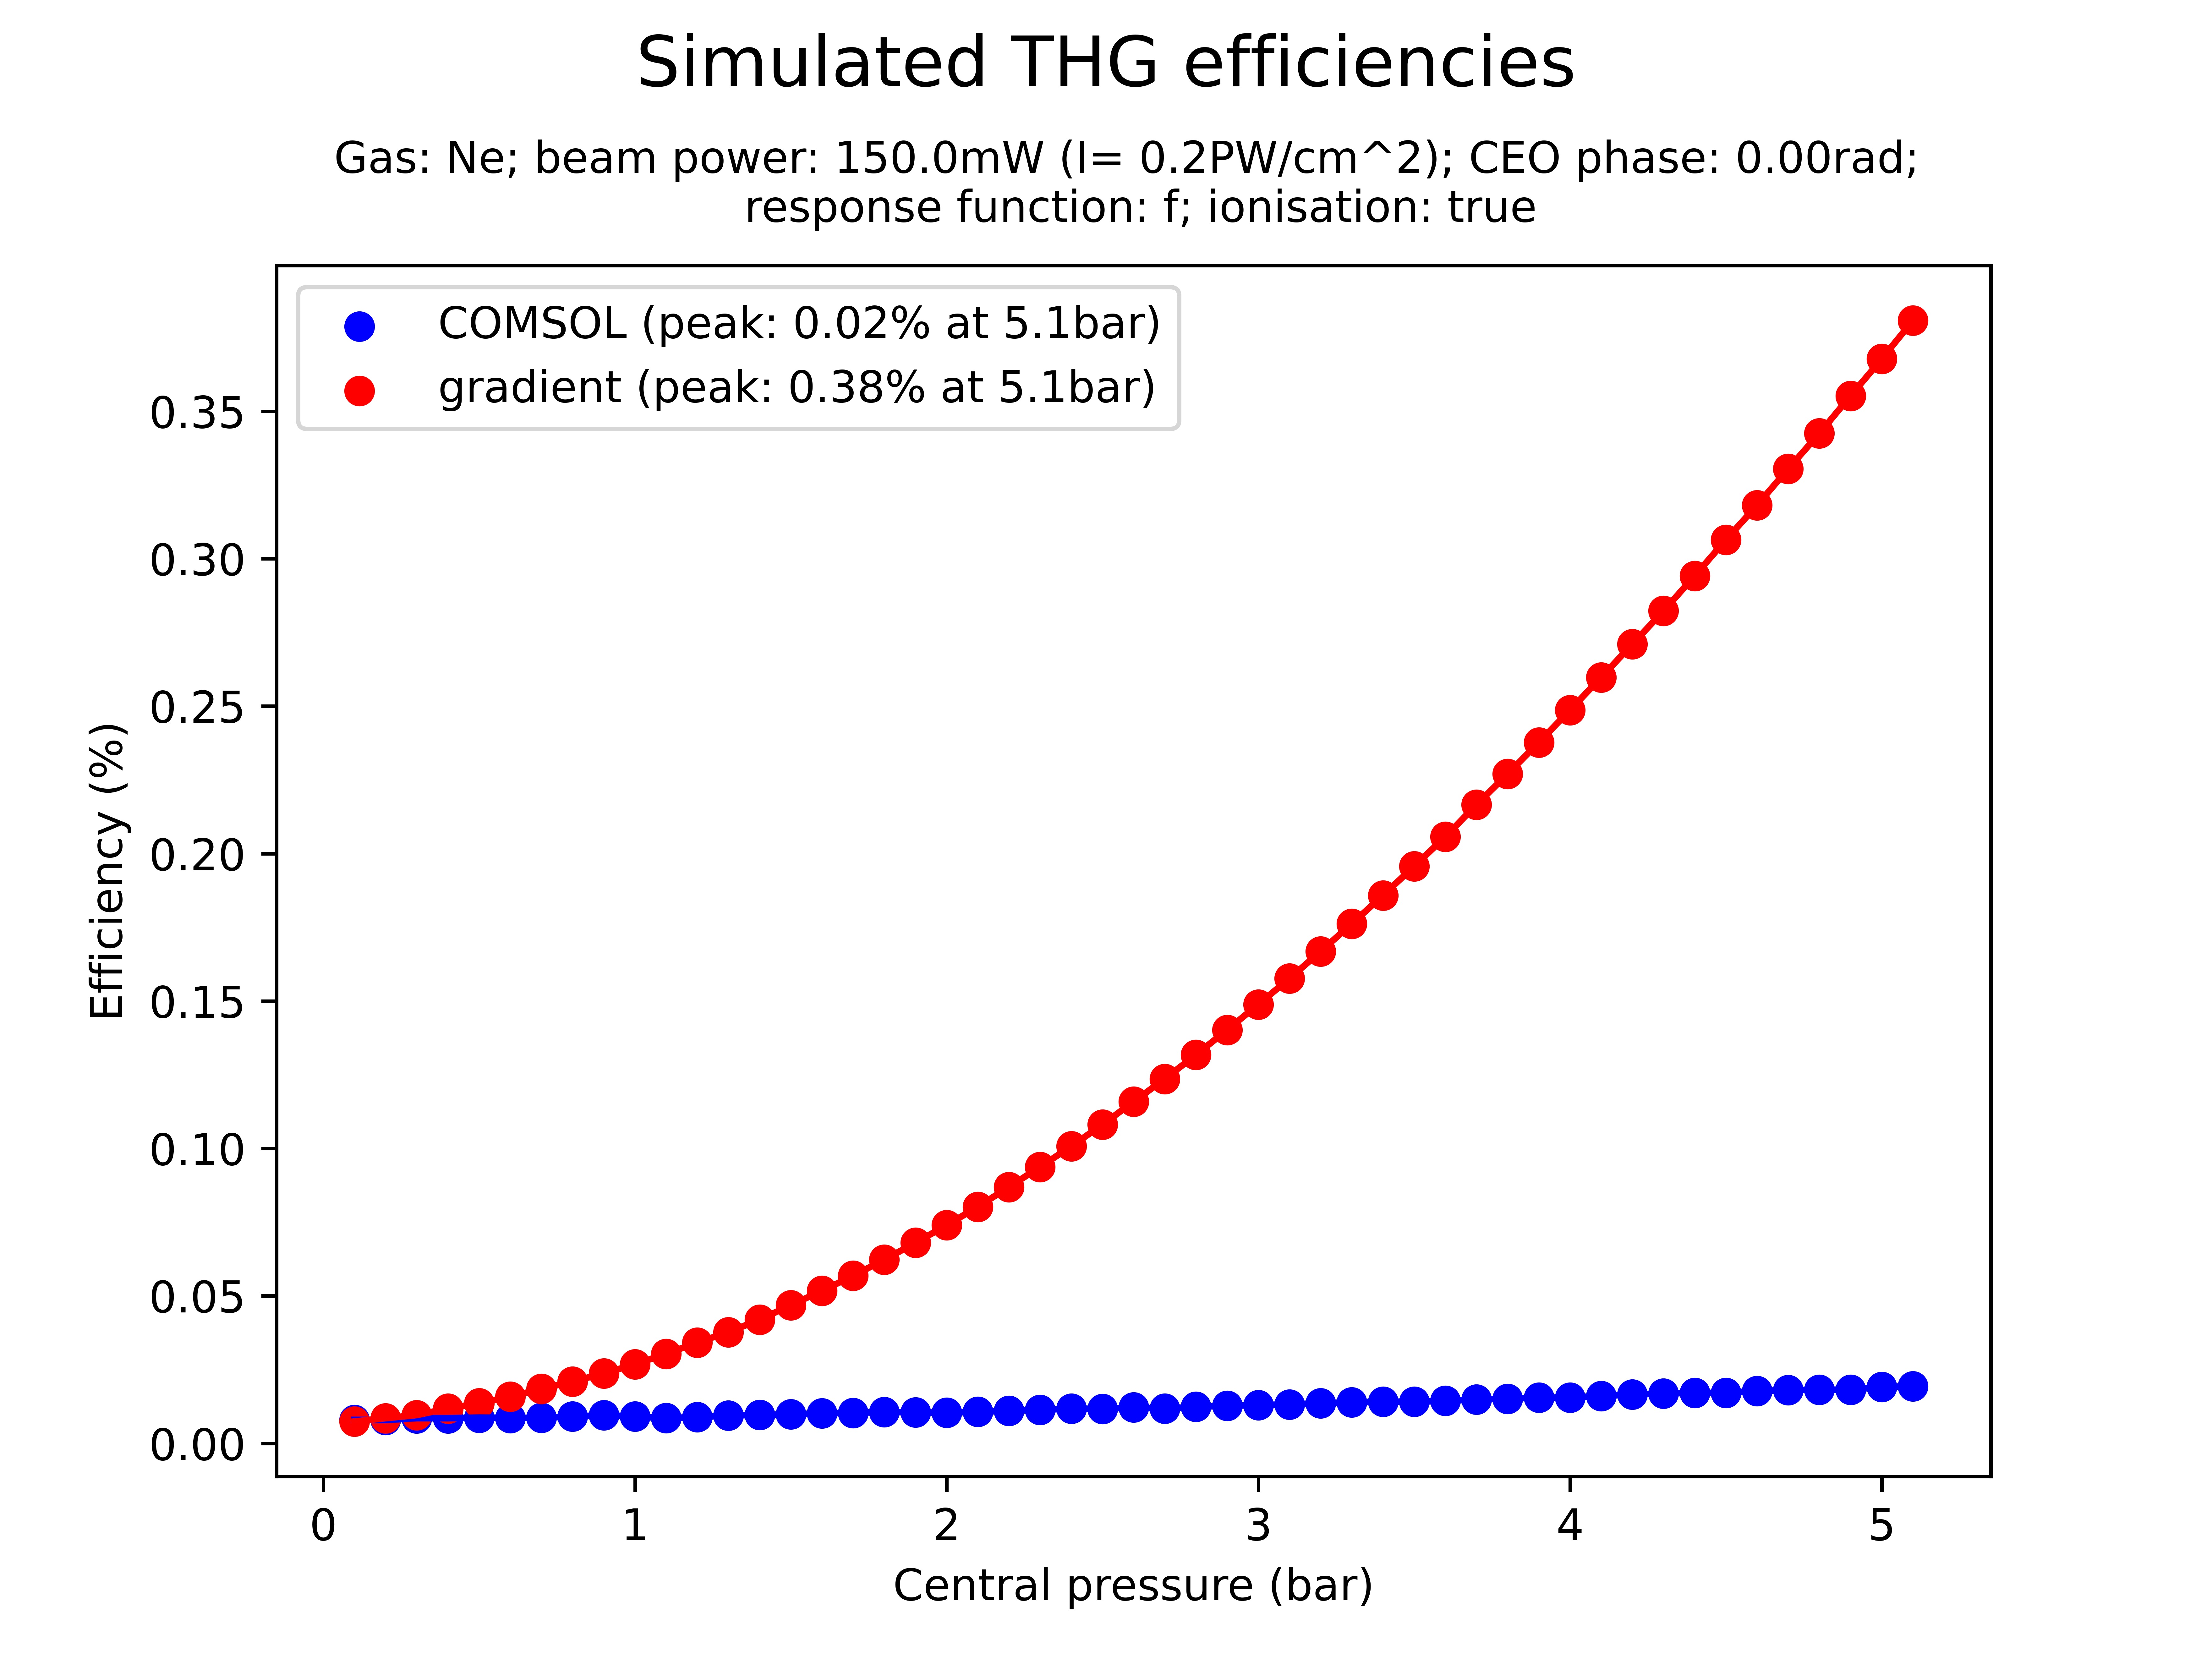 Simulated THG efficiencies
Gas: Ne; beam power: 150.0mW (I= 0.2PW/cm^2); CEO phase: 0.00rad;
response function: f; ionisation: true
COMSOL (peak: 0.02% at 5.1bar)
gradient (peak: 0.38% at 5.1bar)
0.35
0.30
0.25
0.20
0.15
0.10
0.05
0.00
Efficiency (%)
0 1 2 3 4 5
Central pressure (bar)